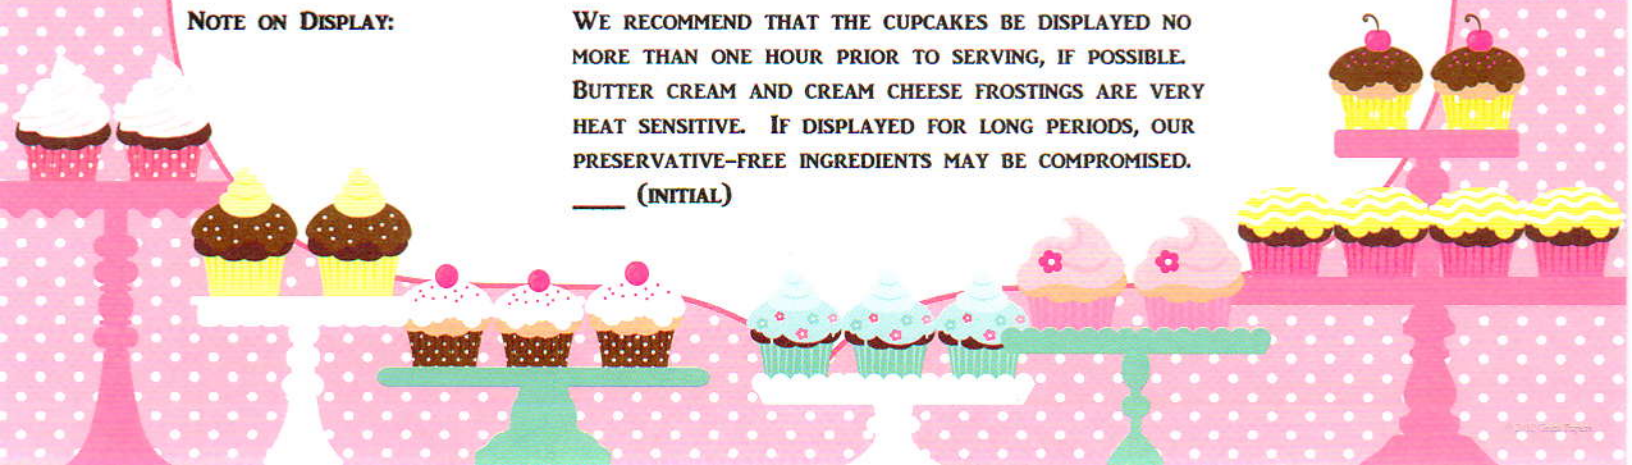 Note on Display:
We recommend that the cupcakes be displayed no
more than one hour prior to serving, if possible.
Butter cream and cream cheese frostings are very
heat sensitive. If displayed for long periods, our
preservative-free ingredients may be compromised.
____ (initial)